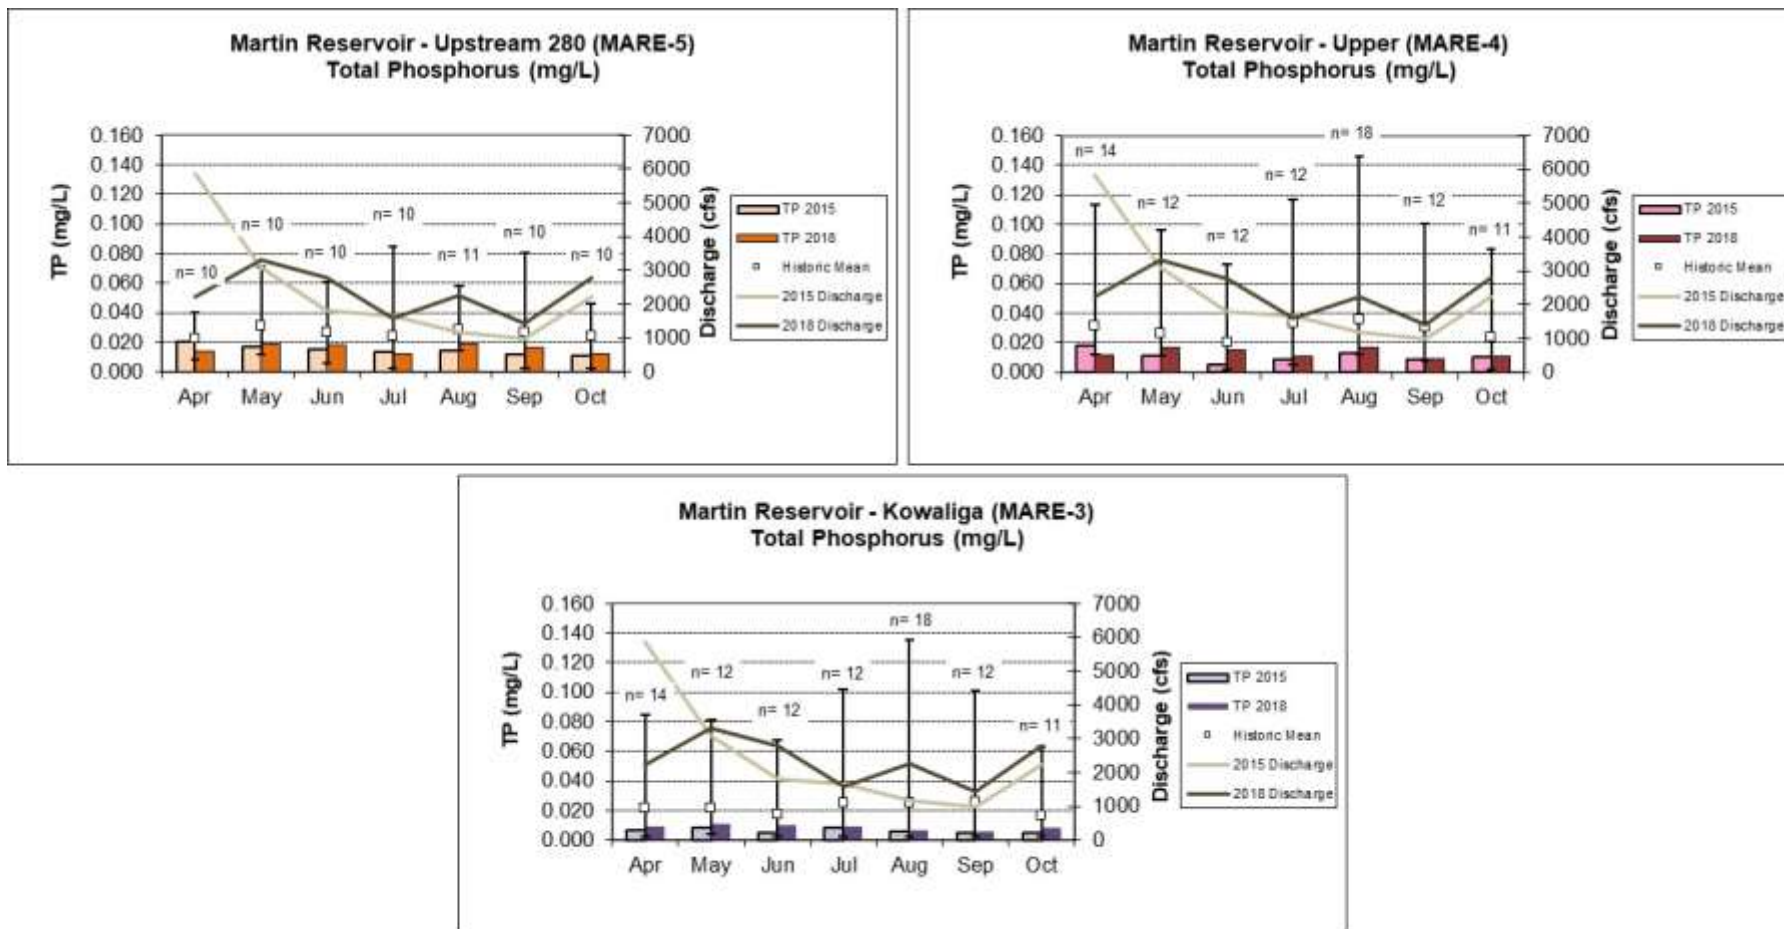 Martin Reservoir - Upstream 280 (MARE-5)
Total Phosphorus (mg/L)
TP (mg/L)
0.160
0.140
0.120
0.100
0.080
0.060
0.040
0.020
0.000
n= 10
n= 10
n= 10
n= 10
n= 11
n= 10
n= 10
7000
6000
5000
4000
3000
2000
1000
0
Discharge (cfs)
Apr May Jun Jul Aug Sep Oct
TP 2015
TP 2018
Historic Mean
2015 Discharge
2018 Discharge
Martin Reservoir - Upper (MARE-4)
Total Phosphorus (mg/L)
TP (mg/L)
0.160
0.140
0.120
0.100
0.080
0.060
0.040
0.020
0.000
n= 14
n= 12
n= 12
n= 12
n= 18
n= 12
n= 11
7000
6000
5000
4000
3000
2000
1000
0
Discharge (cfs)
Apr May Jun Jul Aug Sep Oct
TP 2015
TP 2018
Historic Mean
2015 Discharge
2018 Discharge
Martin Reservoir - Kowaliga (MARE-3)
Total Phosphorus (mg/L)
TP (mg/L)
0.160
0.140
0.120
0.100
0.080
0.060
0.040
0.020
0.000
n= 14
n= 12
n= 12
n= 12
n= 18
n= 12
n= 11
7000
6000
5000
4000
3000
2000
1000
0
Discharge (cfs)
Apr May Jun Jul Aug Sep Oct
TP 2015
TP 2018
Historic Mean
2015 Discharge
2018 Discharge